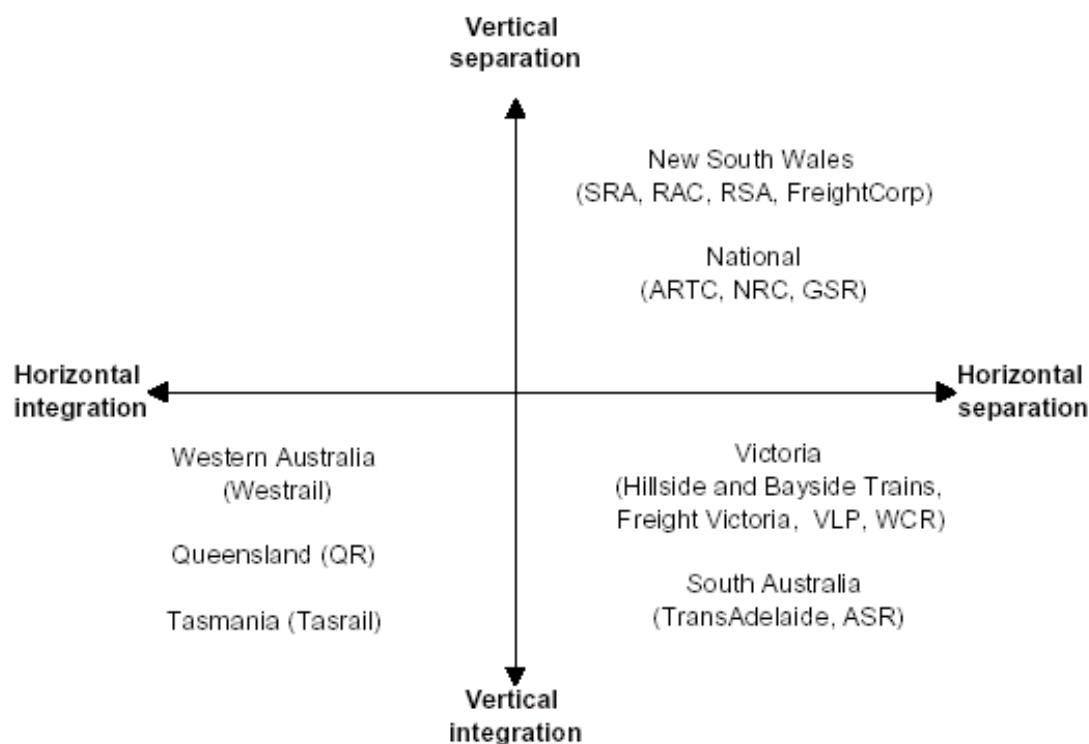 Vertical
separation
New South Wales
(SRA, RAC, RSA, FreightCorp)
National
(ARTC, NRC, GSR)
Horizontal
integration
Horizontal
separation
Western Australia
(Westrail)
Queensland (QR)
Tasmania (Tasrail)
Victoria
(Hillside and Bayside Trains,
Freight Victoria, VLP, WCR)
South Australia
(TransAdelaide, ASR)
Vertical
integration